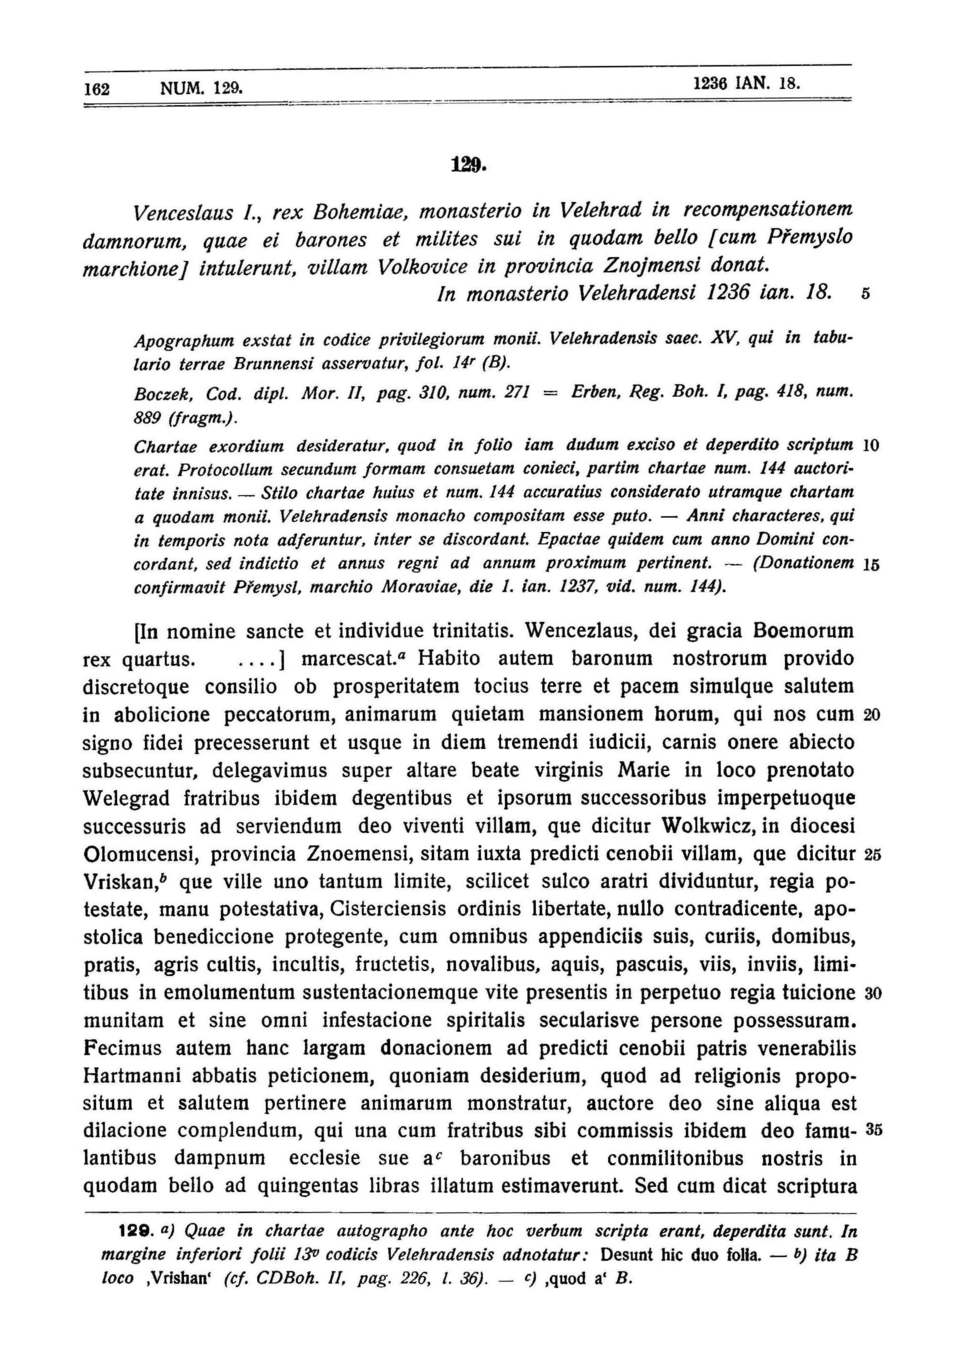 162 NUM. 129. 1236 IAN. 18.
129.
Venceslaus I., rex Bohemiae, monasterio in Velehrad in recompensationem
damnorum, quae ei barones et milites sui in quodam bello [cum Přemyslo
marchione] intulerunt, villam Volkovice in provincia Znojmensi donat.
In monasterio Velehradensi 1236 ian. 18. 5
Apographum exstat in codice privilegiorum monii. Velehradensis saec. XV, qui in tabu-
lario terrae Brunnensi asservatur, fol. 14r (B).
Boczek, Cod. dipl. Mor. II, pag. 310, num. 271 = Erben, Reg. Boh. I, pag. 418, num.
889 (fragm.).
Chartae exordium desideratur, quod in folio iam dudum exciso et deperdito scriptum 10
erat. Protocollum secundum formam consuetam conieci, partim chartae num. 144 auctori-
tate innisus. — Stilo chartae huius et num. 144 accuratius considerato utramque chartam
a quodam monii. Velehradensis monacho compositam esse puto. — Anni characteres, qui
in temporis nota adferuntur, inter se discordant. Epactae quidem cum anno Domini con-
cordant, sed indictio et annus regni ad annum proximum pertinent. — (Donationem 15
confirmavit Přemysl, marchio Moraviae, die 1. ian. 1237, vid. num. 144).
[In nomine sancte et individue trinitatis. Wencezlaus, dei gracia Boemorum
rex quartus. ....] marcescat.a Habito autem baronum nostrorum provido
discretoque consilio ob prosperitatem tocius terre et pacem simulque salutem
in abolicione peccatorum, animarum quietam mansionem horum, qui nos cum 20
signo fidei precesserunt et usque in diem tremendi iudicii, carnis onere abiecto
subsecuntur, delegavimus super altare beate virginis Marie in loco prenotato
Welegrad fratribus ibidem degentibus et ipsorum successoribus imperpetuoque
successuris ad serviendum deo viventi villam, que dicitur Wolkwicz, in diocesi
Olomucensi, provincia Znoemensi, sitam iuxta predicti cenobii villam, que dicitur 25
Vriskan,b que ville uno tantum limite, scilicet sulco aratri dividuntur, regia po-
testate, manu potestativa, Cisterciensis ordinis libertate, nullo contradicente, apo-
stolica benediccione protegente, cum omnibus appendiciis suis, curiis, domibus,
pratis, agris cultis, incultis, fructetis, novalibus, aquis, pascuis, viis, inviis, limi-
tibus in emolumentum sustentacionemque vite presentis in perpetuo regia tuicione 30
munitam et sine omni infestacione spiritalis secularisve persone possessuram.
Fecimus autem hanc largam donacionem ad predicti cenobii patris venerabilis
Hartmanni abbatis peticionem, quoniam desiderium, quod ad religionis propo-
situm et salutem pertinere animarum monstratur, auctore deo sine aliqua est
dilacione complendum, qui una cum fratribus sibi commissis ibidem deo famu- 35
lantibus dampnum ecclesie sue ac baronibus et conmilitonibus nostris in
quodam bello ad quingentas libras illatum estimaverunt. Sed cum dicat scriptura
129. a) Quae in chartae autographo ante hoc verbum scripta erant, deperdita sunt. In
margine inferiori folii 13v codicis Velehradensis adnotatur: Desunt hic duo folia. — b) ita B
loco ‚Vrishan‘ (cf. CDBoh. II, pag. 226, l. 36). — c) ‚quod a‘ B.